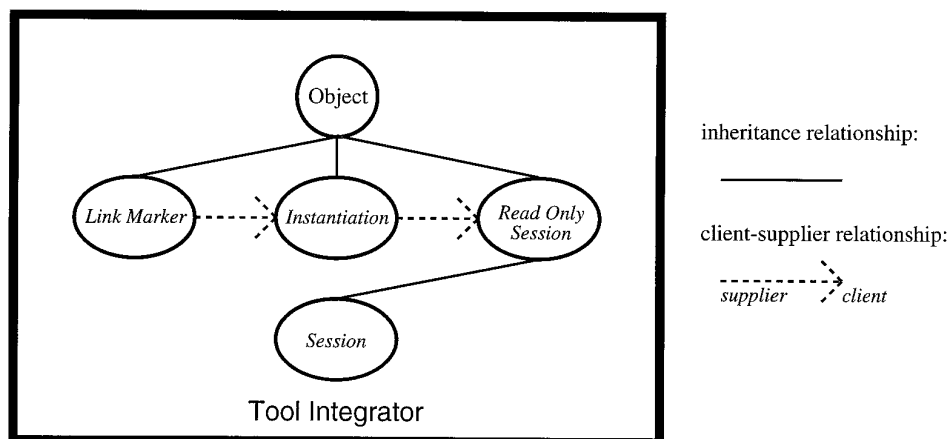 Object
inheritance relationship:
Link Marker
Instantiation
Read Only
Session
client-supplier relationship:
supplier
client
Session
Tool Integrator